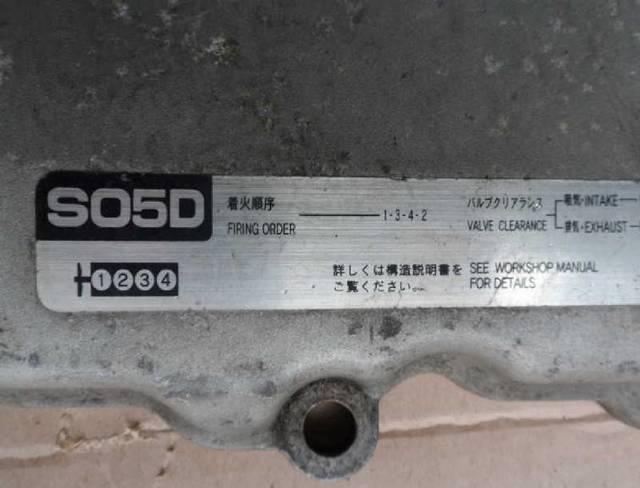 S05D
着火順序 1-3-4-2
FIRING ORDER
バルブクリアランス 吸気・INTAKE
VALVE CLEARANCE 排気・EXHAUST
1234
詳しくは構造説明書を SEE WORKSHOP MANUAL
ご覧ください。 FOR DETAILS